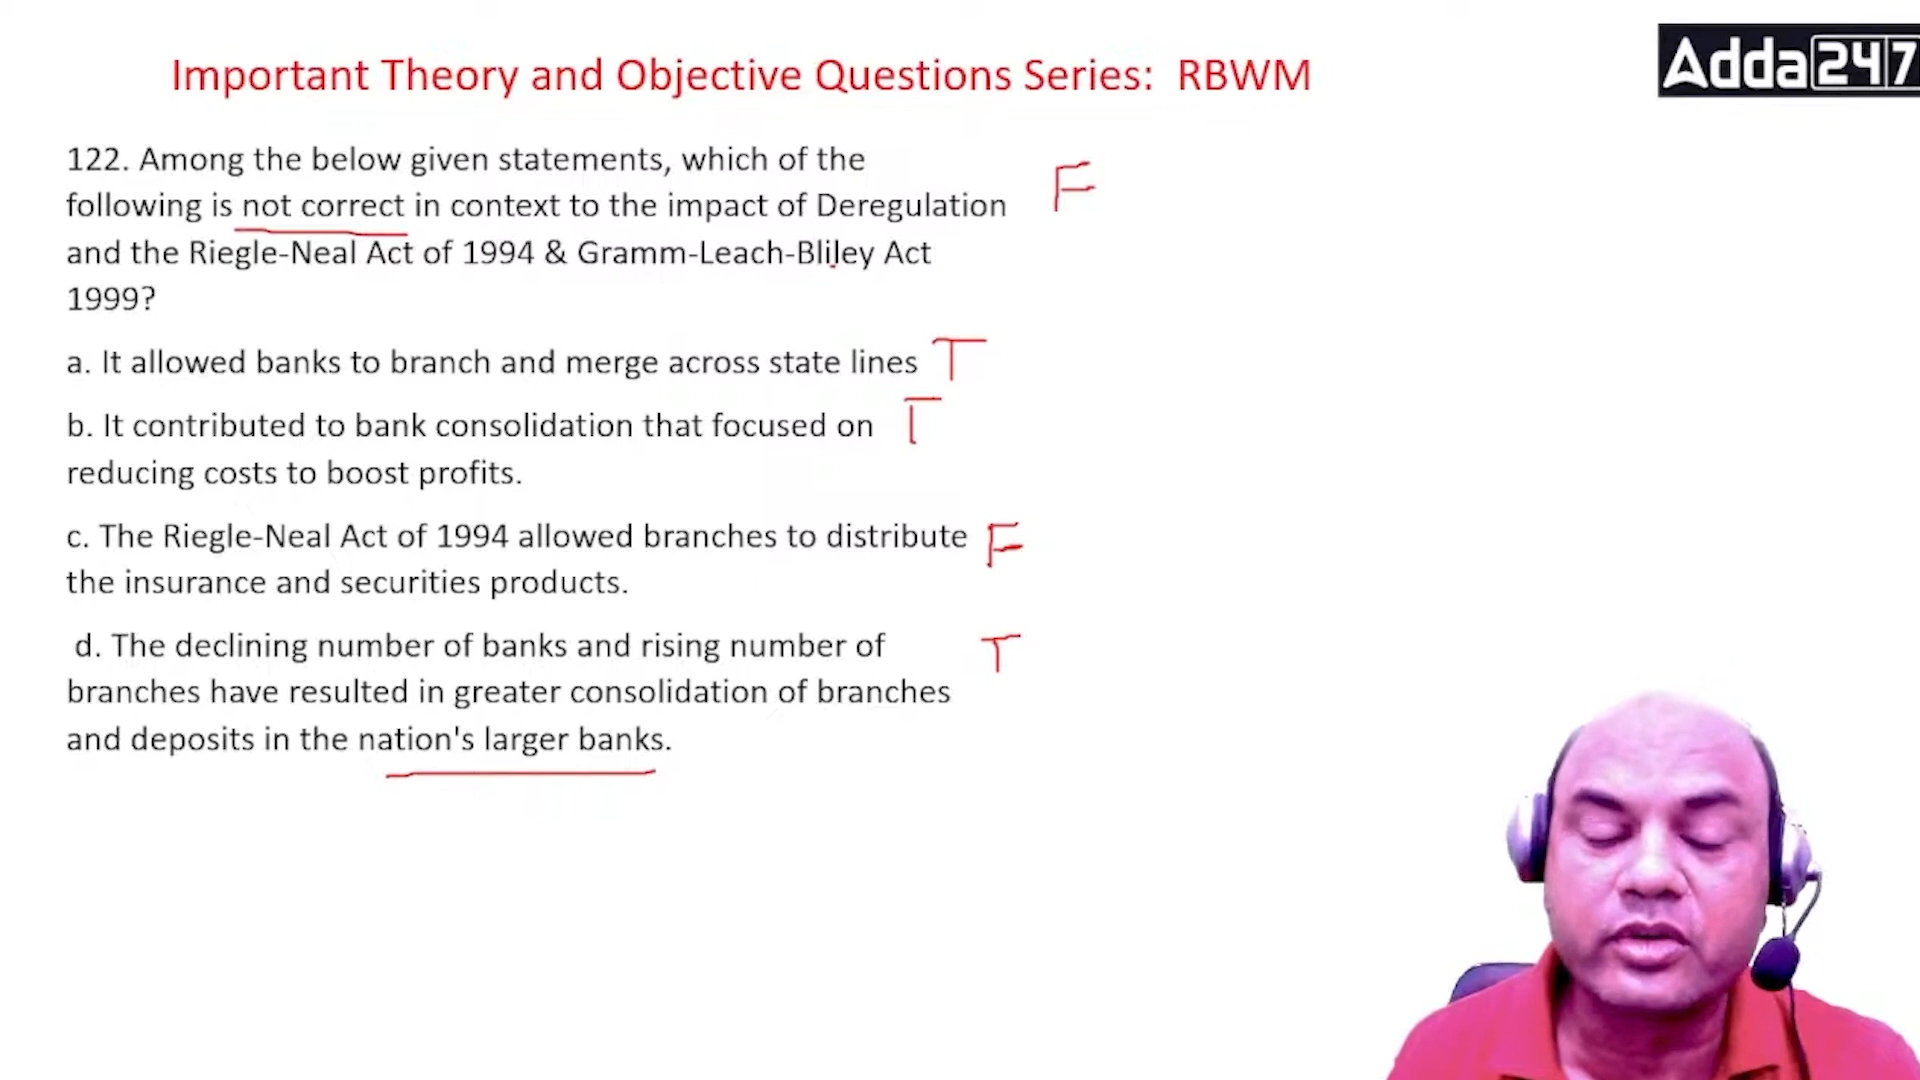 Important Theory and Objective Questions Series: RBWM
Adda247
122. Among the below given statements, which of the
following is not correct in context to the impact of Deregulation F
and the Riegle-Neal Act of 1994 & Gramm-Leach-Bliley Act
1999?
a. It allowed banks to branch and merge across state lines T
b. It contributed to bank consolidation that focused on T
reducing costs to boost profits.
c. The Riegle-Neal Act of 1994 allowed branches to distribute F
the insurance and securities products.
d. The declining number of banks and rising number of T
branches have resulted in greater consolidation of branches
and deposits in the nation's larger banks.